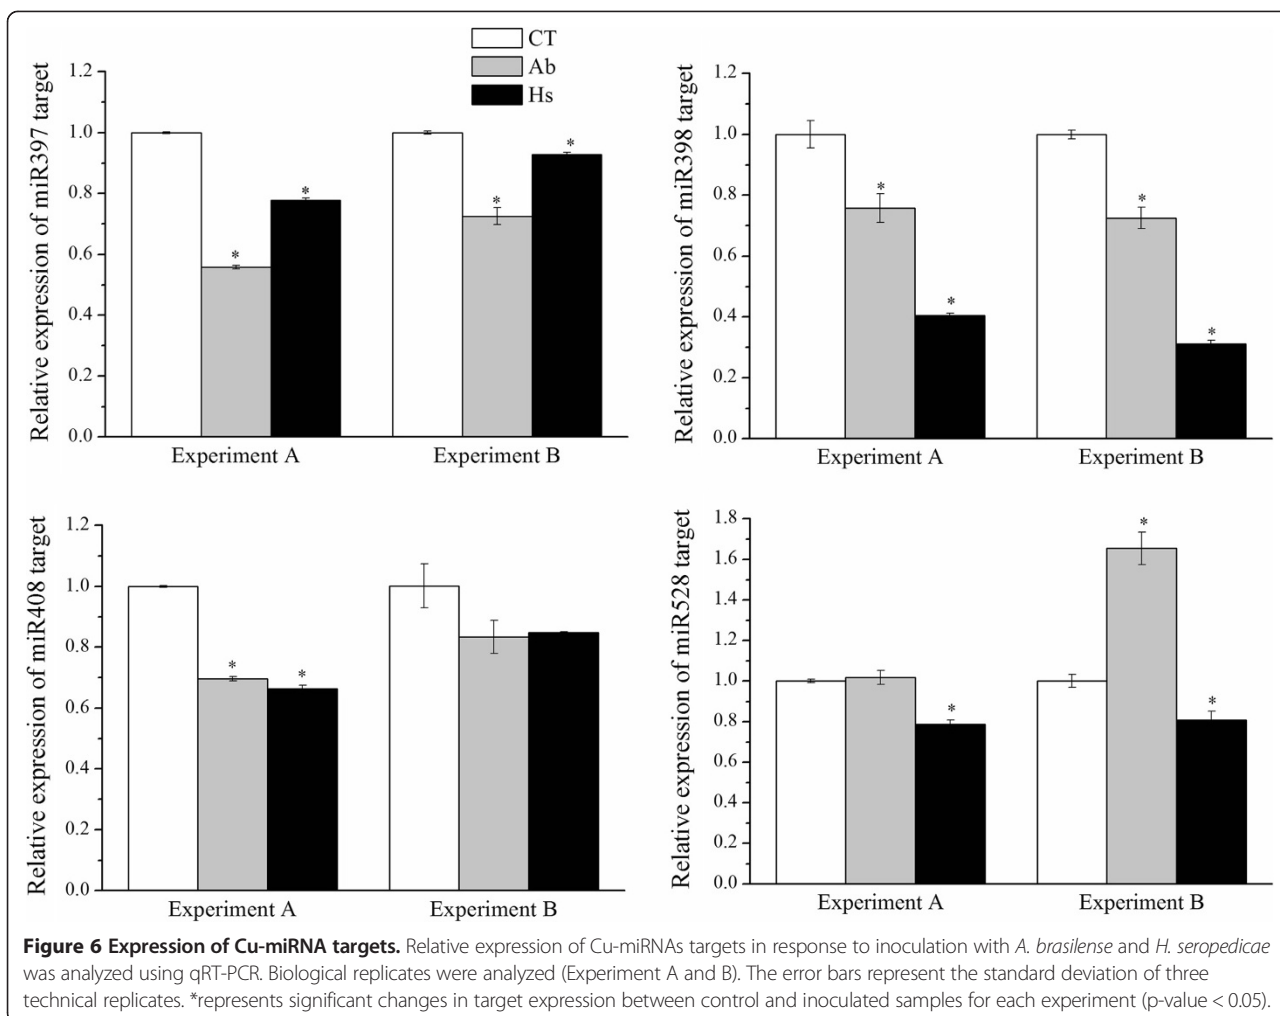 CT
Ab
Hs
Relative expression of miR397 target
1.2
1.0
0.8
0.6
0.4
0.2
0.0
*
*
*
*
Experiment A
Experiment B
Relative expression of miR398 target
1.2
1.0
0.8
0.6
0.4
0.2
0.0
*
*
*
*
Experiment A
Experiment B
Relative expression of miR408 target
1.2
1.0
0.8
0.6
0.4
0.2
0.0
*
*
Experiment A
Experiment B
Relative expression of miR528 target
1.8
1.6
1.4
1.2
1.0
0.8
0.6
0.4
0.2
0.0
*
*
*
Experiment A
Experiment B
Figure 6 Expression of Cu-miRNA targets. Relative expression of Cu-miRNAs targets in response to inoculation with A. brasilense and H. seropedicae
was analyzed using qRT-PCR. Biological replicates were analyzed (Experiment A and B). The error bars represent the standard deviation of three
technical replicates. *represents significant changes in target expression between control and inoculated samples for each experiment (p-value < 0.05).